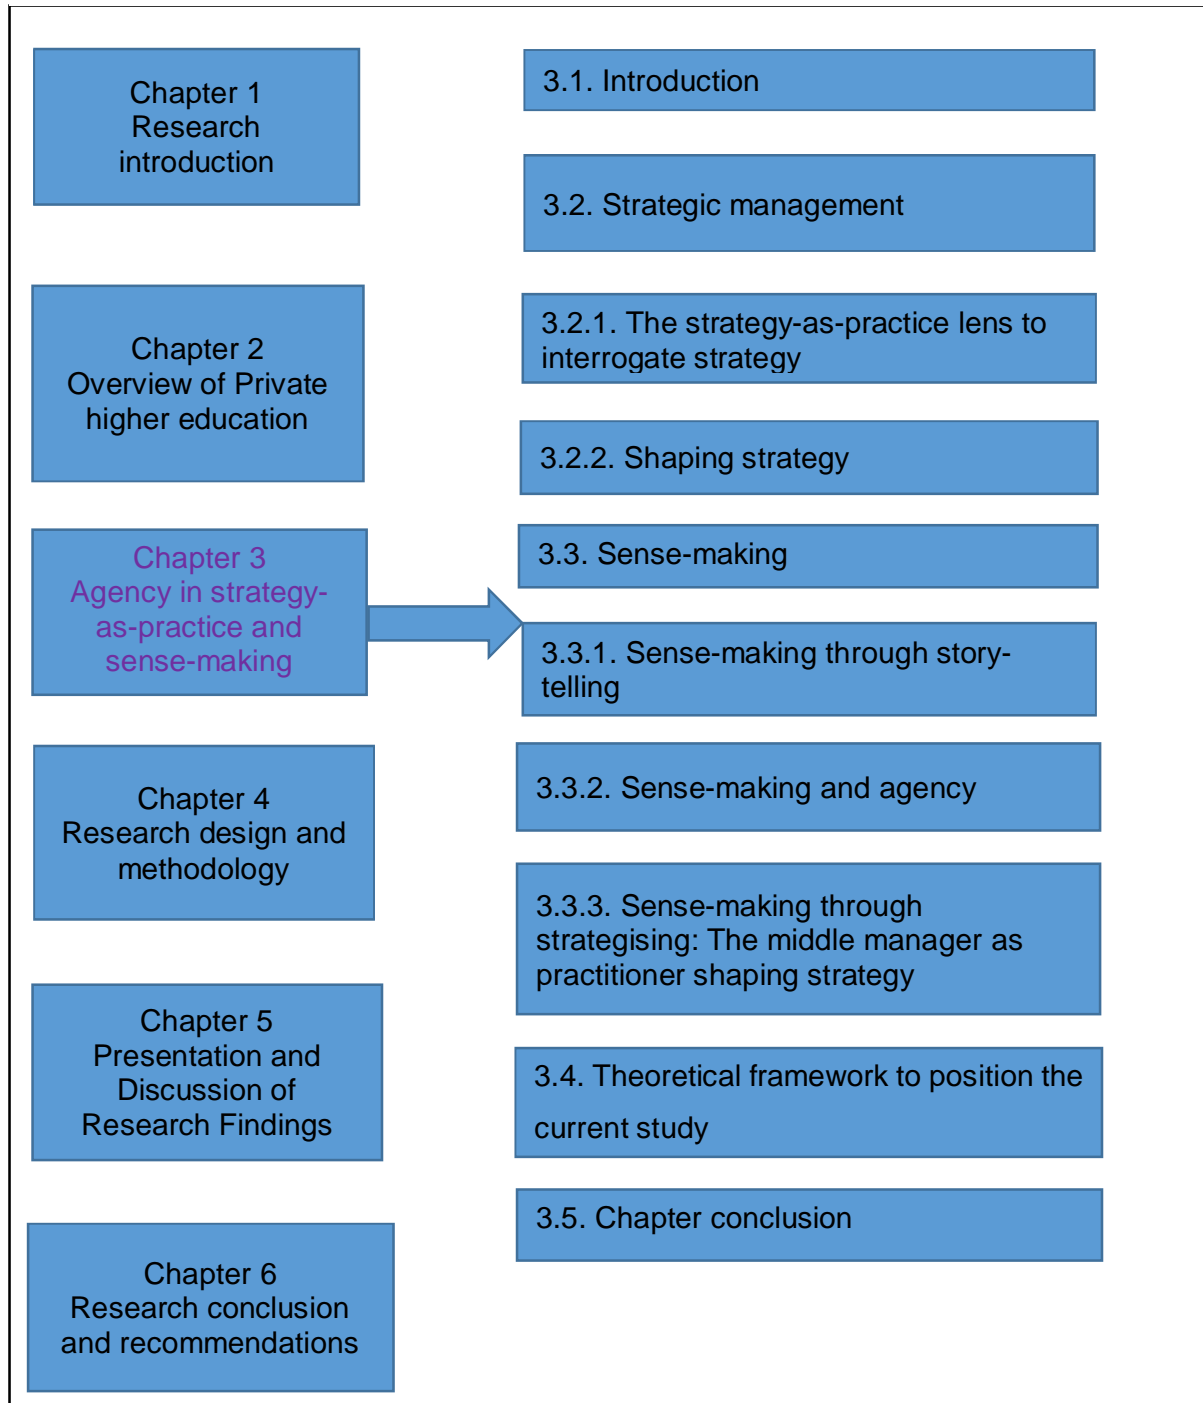 Chapter 1
Research
introduction
Chapter 2
Overview of Private
higher education
Chapter 3
Agency in strategy-
as-practice and
sense-making
Chapter 4
Research design and
methodology
Chapter 5
Presentation and
Discussion of
Research Findings
Chapter 6
Research conclusion
and recommendations
3.1. Introduction
3.2. Strategic management
3.2.1. The strategy-as-practice lens to
interrogate strategy
3.2.2. Shaping strategy
3.3. Sense-making
3.3.1. Sense-making through story-
telling
3.3.2. Sense-making and agency
3.3.3. Sense-making through
strategising: The middle manager as
practitioner shaping strategy
3.4. Theoretical framework to position the
current study
3.5. Chapter conclusion